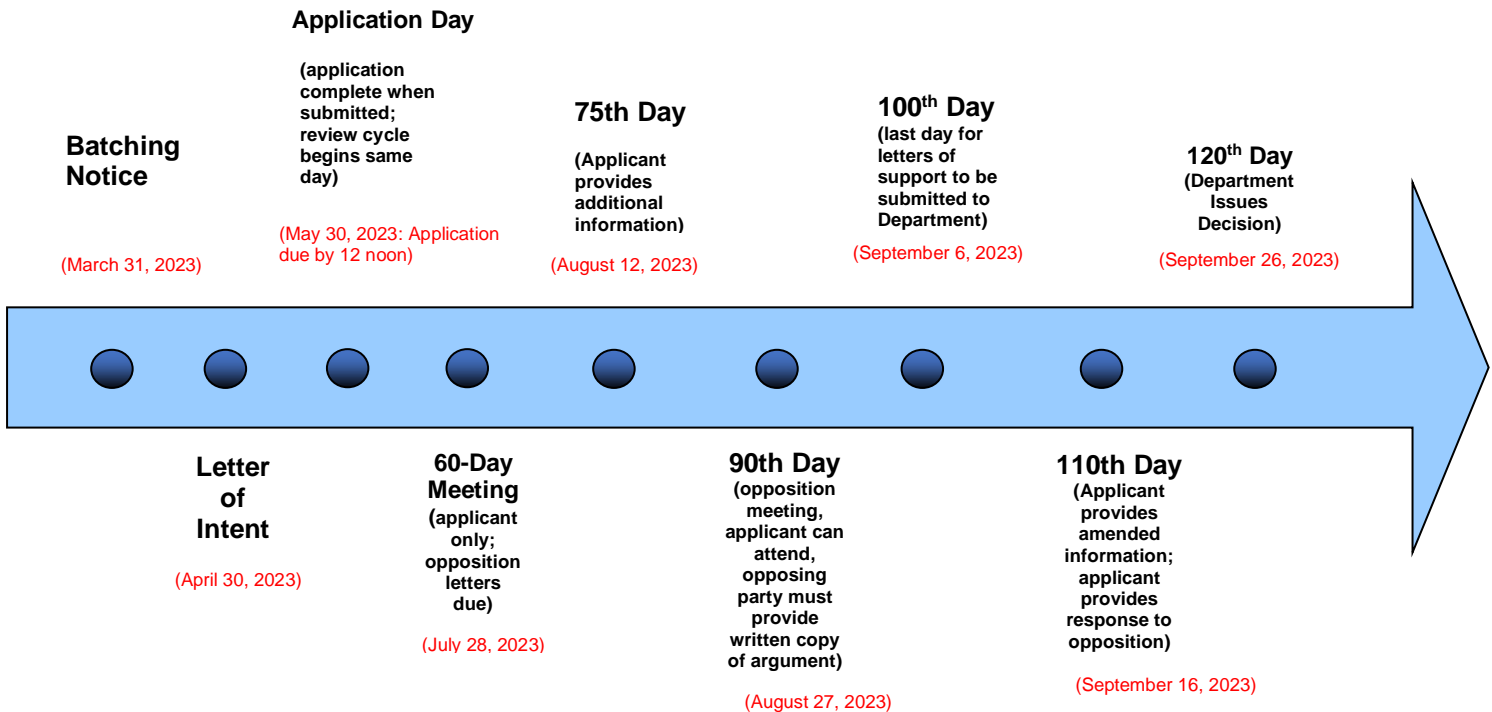 Application Day
(application
complete when
submitted;
review cycle
begins same
day)
(May 30, 2023: Application
due by 12 noon)
Batching
Notice
(March 31, 2023)
75th Day
(Applicant
provides
additional
information)
(August 12, 2023)
100th Day
(last day for
letters of
support to be
submitted to
Department)
(September 6, 2023)
120th Day
(Department
Issues
Decision)
(September 26, 2023)
Letter
of
Intent
(April 30, 2023)
60-Day
Meeting
(applicant
only;
opposition
letters
due)
(July 28, 2023)
90th Day
(opposition
meeting,
applicant can
attend,
opposing
party must
provide
written copy
of argument)
(August 27, 2023)
110th Day
(Applicant
provides
amended
information;
applicant
provides
response to
opposition)
(September 16, 2023)